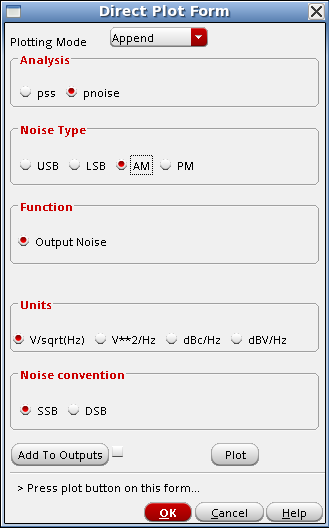 Direct Plot Form
Plotting Mode Append
Analysis
pss pnoise
Noise Type
USB LSB AM PM
Function
Output Noise
Units
V/sqrt(Hz) V**2/Hz dBc/Hz dBV/Hz
Noise convention
SSB DSB
Add To Outputs Plot
> Press plot button on this form...
OK Cancel Help